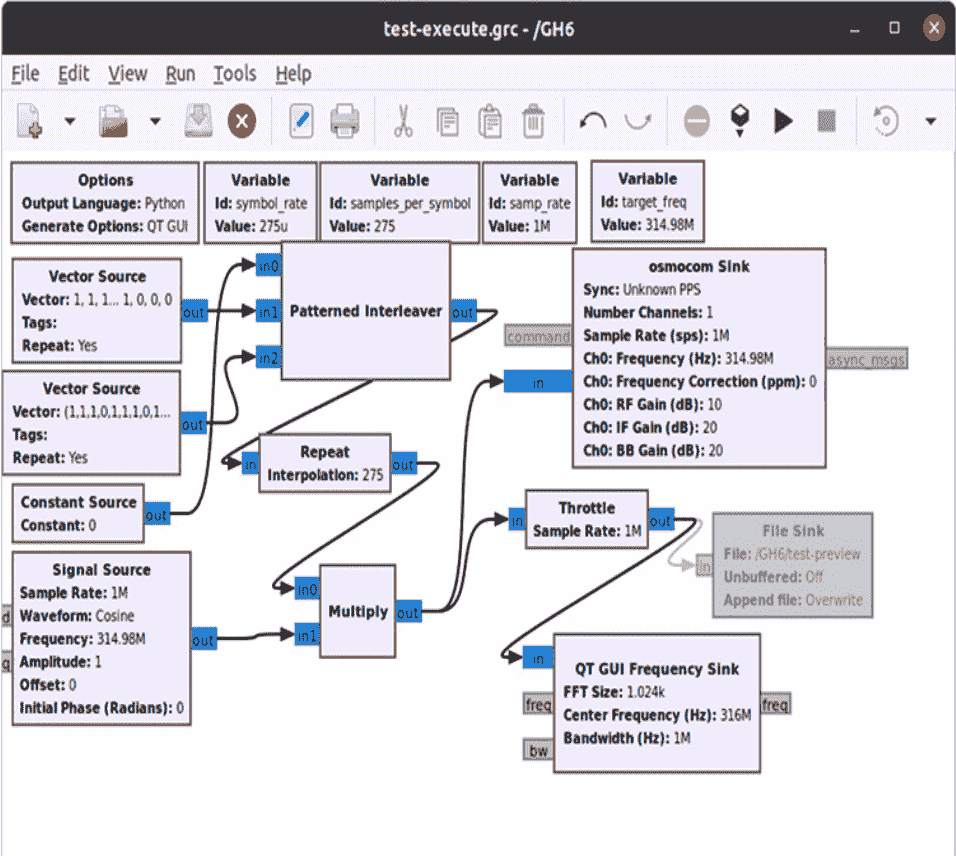 test-execute.grc - /GH6
File Edit View Run Tools Help
Options
Output Language: Python
Generate Options: QT GUI
Variable
Id: symbol_rate
Value: 275u
Variable
Id: samples_per_symbol
Value: 275
Variable
Id: samp_rate
Value: 1M
Variable
Id: target_freq
Value: 314.98M
Vector Source
Vector: 1, 1, 1... 1, 0, 0, 0
Tags:
Repeat: Yes
out
in0
in1
in2
Patterned Interleaver
out
osmocom Sink
Sync: Unknown PPS
Number Channels: 1
Sample Rate (sps): 1M
Ch0: Frequency (Hz): 314.98M
Ch0: Frequency Correction (ppm): 0
Ch0: RF Gain (dB): 10
Ch0: IF Gain (dB): 20
Ch0: BB Gain (dB): 20
command
in
async_msgs
Vector Source
Vector: (1,1,1,0,1,1,1,0,1...
Tags:
Repeat: Yes
out
in
Repeat
Interpolation: 275
out
Constant Source
Constant: 0
out
in
Throttle
Sample Rate: 1M
out
in
File Sink
File: /GH6/test-preview
Unbuffered: Off
Append file: Overwrite
Signal Source
Sample Rate: 1M
Waveform: Cosine
Frequency: 314.98M
Amplitude: 1
Offset: 0
Initial Phase (Radians): 0
d
g
out
in0
in1
Multiply
out
in
freq
bw
QT GUI Frequency Sink
FFT Size: 1.024k
Center Frequency (Hz): 316M
Bandwidth (Hz): 1M
freq